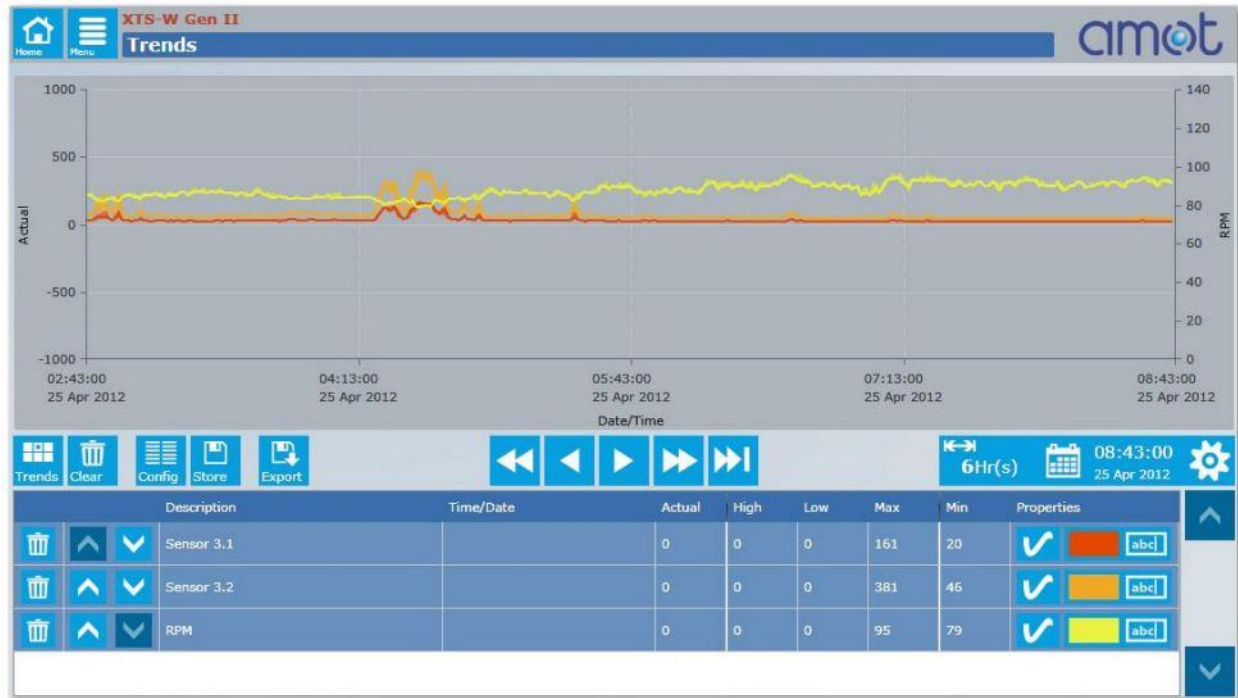 XTS-W Gen II
Home Menu Trends amot
1000 140
120
500 100
80
0
60
-500 40
20
-1000 0
Actual
RPM
02:43:00 04:13:00 05:43:00 07:13:00 08:43:00
25 Apr 2012 25 Apr 2012 25 Apr 2012 25 Apr 2012 25 Apr 2012
Date/Time
Trends Clear Config Store Export 6Hr(s) 08:43:00
25 Apr 2012
Description Time/Date Actual High Low Max Min Properties
Sensor 3.1 0 0 0 161 20 abc
Sensor 3.2 0 0 0 381 46 abc
RPM 0 0 0 95 79 abc